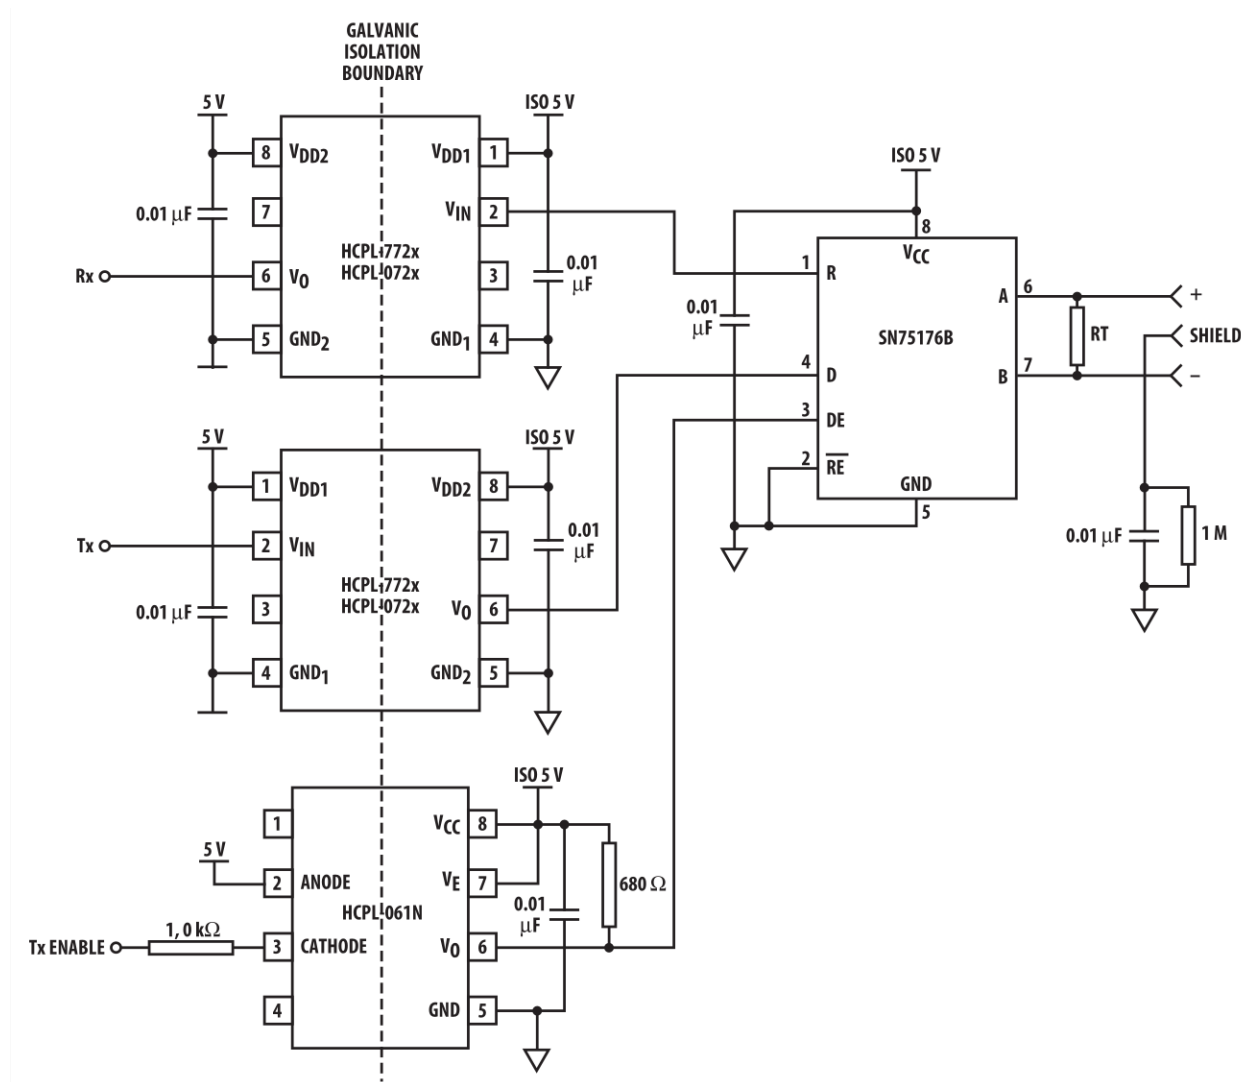 GALVANIC
ISOLATION
BOUNDARY
5 V
ISO 5 V
8 VDD2
VDD1 1
7
VIN 2
0.01 µF
HCPL-772x
HCPL-072x
Rx
6 VO
3
0.01
µF
5 GND2
GND1 4
ISO 5 V
8
VCC
1
R
0.01
µF
SN75176B
A
6
+
RT
SHIELD
4
D
B
7
–
3
DE
2
RE
GND
5
0.01 µF
1 M
5 V
ISO 5 V
1 VDD1
VDD2 8
Tx
2 VIN
7
0.01
µF
HCPL-772x
HCPL-072x
0.01 µF
3
VO 6
4 GND1
GND2 5
ISO 5 V
1
VCC 8
5 V
2 ANODE
VE 7
680 Ω
HCPL-061N
0.01
µF
1, 0 kΩ
Tx ENABLE
3 CATHODE
VO 6
4
GND 5